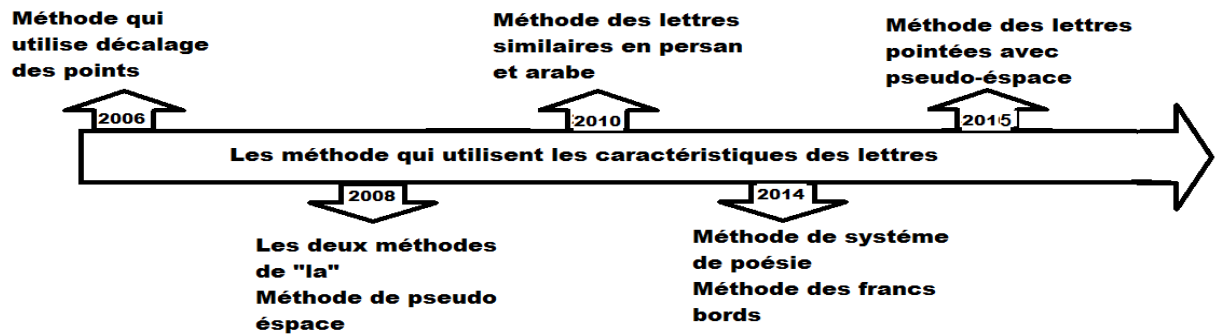 Méthode qui
utilise décalage
des points
Méthode des lettres
similaires en persan
et arabe
Méthode des lettres
pointées avec
pseudo-éspace
2006
2010
2015
Les méthode qui utilisent les caractéristiques des lettres
2008
2014
Les deux méthodes
de "la"
Méthode de pseudo
éspace
Méthode de systéme
de poésie
Méthode des francs
bords